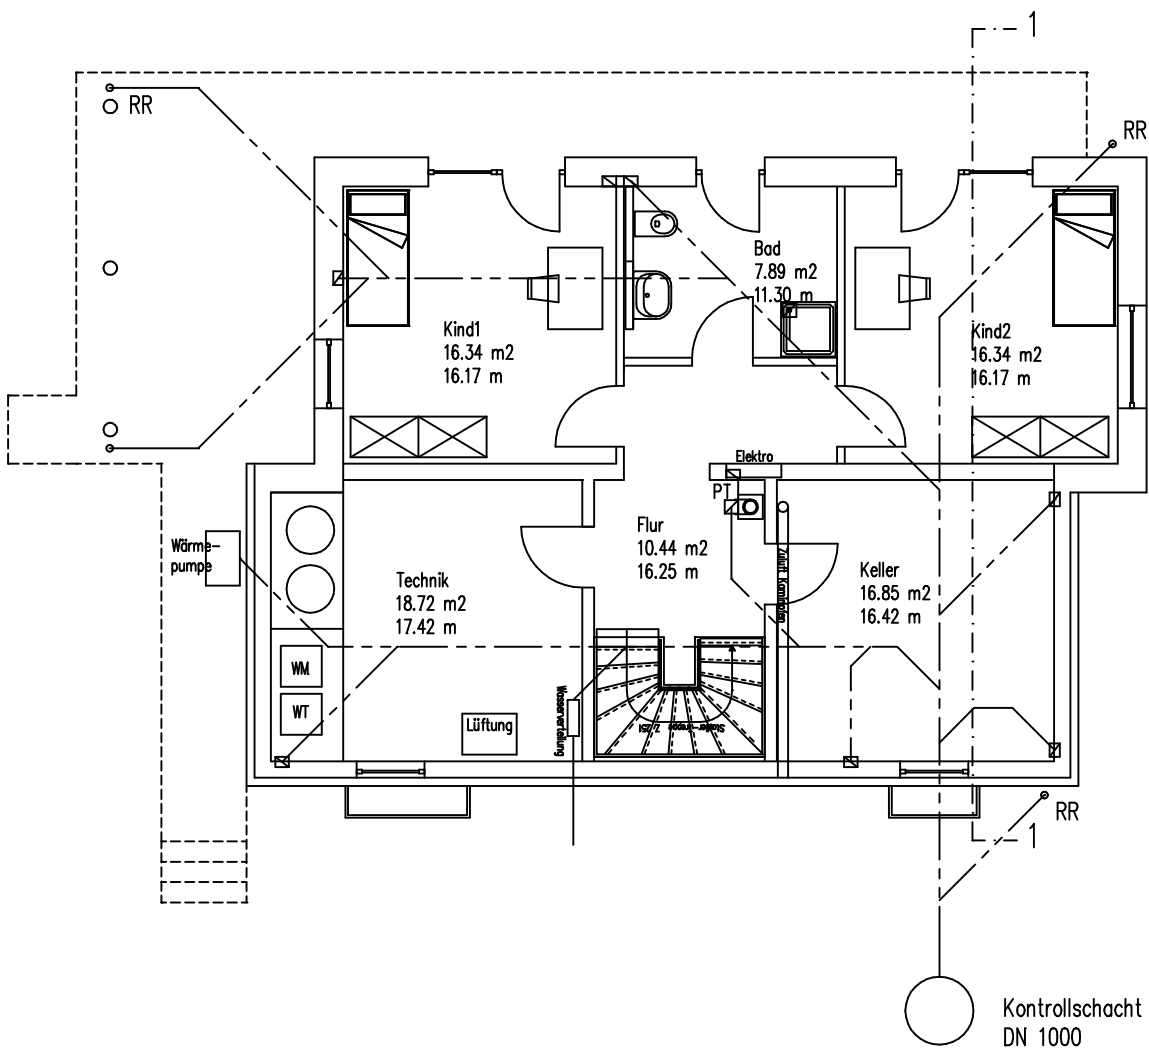 1
RR
RR
Bad
7.89 m2
11.30 m
Kind1
16.34 m2
16.17 m
Kind2
16.34 m2
16.17 m
Elektro
PT
Flur
10.44 m2
16.25 m
Wärme-
pumpe
Technik
18.72 m2
17.42 m
Zuluft Kaminofen
Keller
16.85 m2
16.42 m
WM
WT
Lüftung
Wasserverteilung
RR
1
Kontrollschacht
DN 1000